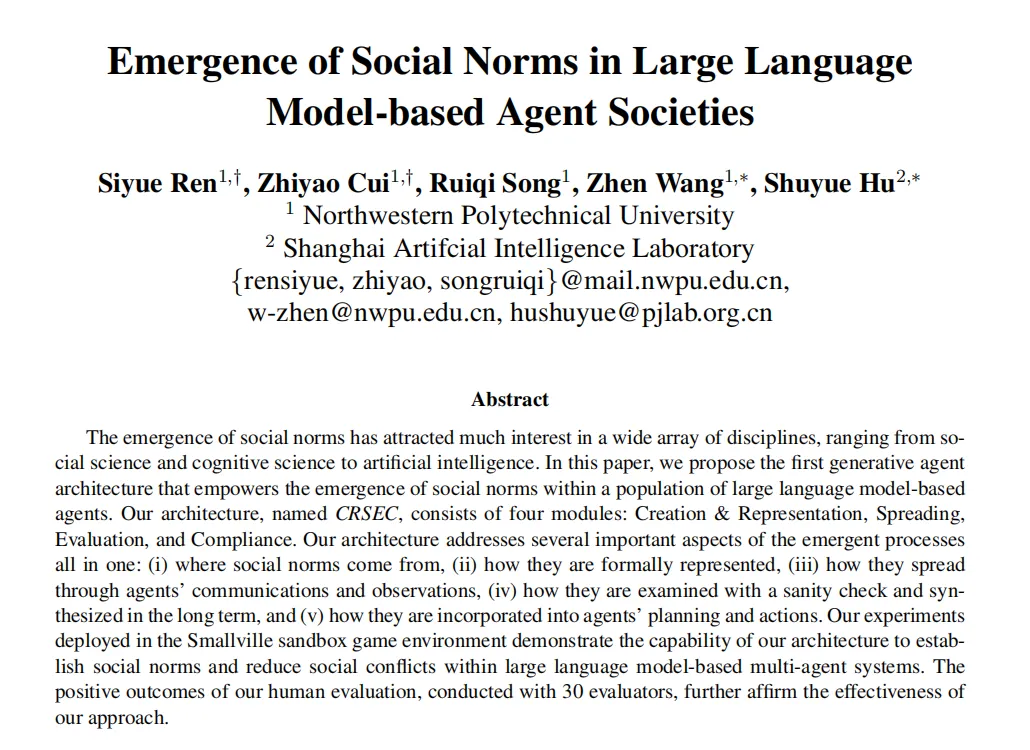 Emergence of Social Norms in Large Language
Model-based Agent Societies
Siyue Ren1,†, Zhiyao Cui1,†, Ruiqi Song1, Zhen Wang1,∗, Shuyue Hu2,∗
1 Northwestern Polytechnical University
2 Shanghai Artifcial Intelligence Laboratory
{rensiyue, zhiyao, songruiqi}@mail.nwpu.edu.cn,
w-zhen@nwpu.edu.cn, hushuyue@pjlab.org.cn
Abstract
The emergence of social norms has attracted much interest in a wide array of disciplines, ranging from so-
cial science and cognitive science to artificial intelligence. In this paper, we propose the first generative agent
architecture that empowers the emergence of social norms within a population of large language model-based
agents. Our architecture, named CRSEC, consists of four modules: Creation & Representation, Spreading,
Evaluation, and Compliance. Our architecture addresses several important aspects of the emergent processes
all in one: (i) where social norms come from, (ii) how they are formally represented, (iii) how they spread
through agents' communications and observations, (iv) how they are examined with a sanity check and syn-
thesized in the long term, and (v) how they are incorporated into agents' planning and actions. Our experiments
deployed in the Smallville sandbox game environment demonstrate the capability of our architecture to estab-
lish social norms and reduce social conflicts within large language model-based multi-agent systems. The
positive outcomes of our human evaluation, conducted with 30 evaluators, further affirm the effectiveness of
our approach.